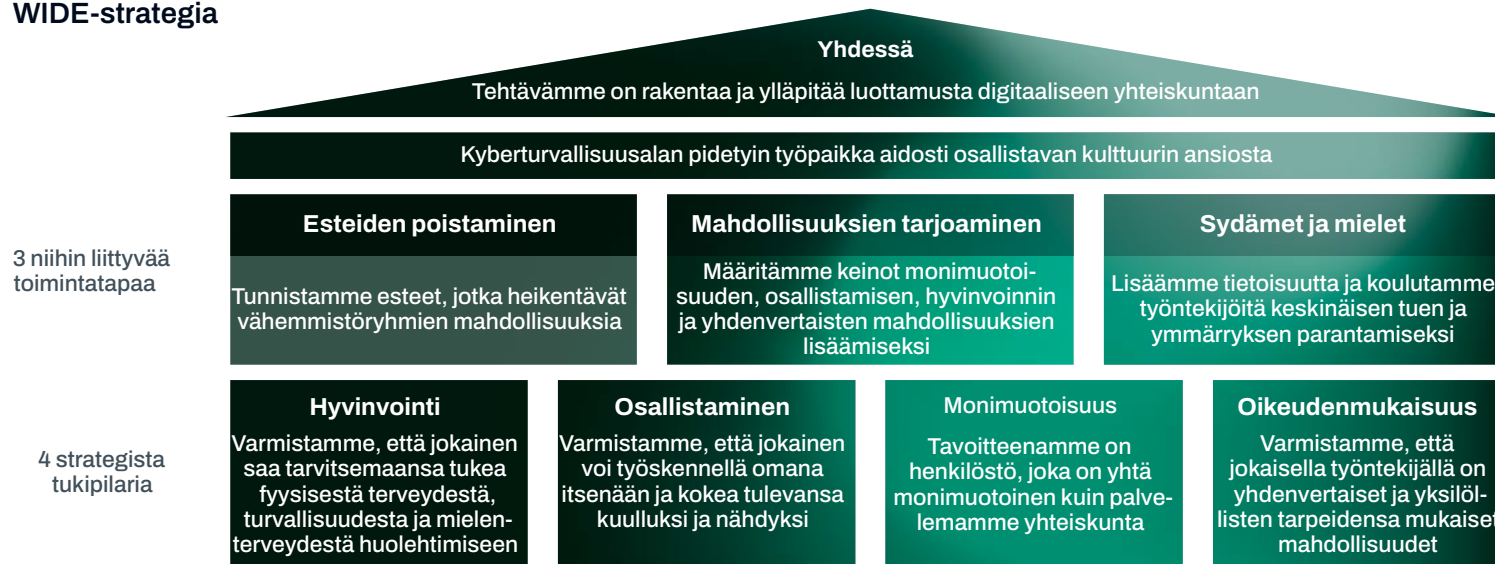 WIDE-strategia
Yhdessä
Tehtävämme on rakentaa ja ylläpitää luottamusta digitaaliseen yhteiskuntaan
Kyberturvallisuusalan pidetyin työpaikka aidosti osallistavan kulttuurin ansiosta
3 niihin liittyvää
toimintatapaa
Esteiden poistaminen
Tunnistamme esteet, jotka heikentävät
vähemmistöryhmien mahdollisuuksia
Mahdollisuuksien tarjoaminen
Määritämme keinot monimuotoi-
suuden, osallistamisen, hyvinvoinnin
ja yhdenvertaisten mahdollisuuksien
lisäämiseksi
Sydämet ja mielet
Lisäämme tietoisuutta ja koulutamme
työntekijöitä keskinäisen tuen ja
ymmärryksen parantamiseksi
4 strategista
tukipilaria
Hyvinvointi
Varmistamme, että jokainen
saa tarvitsemaansa tukea
fyysisestä terveydestä,
turvallisuudesta ja mielen-
terveydestä huolehtimiseen
Osallistaminen
Varmistamme, että jokainen
voi työskennellä omana
itsenään ja kokea tulevansa
kuulluksi ja nähdyksi
Monimuotoisuus
Tavoitteenamme on
henkilöstö, joka on yhtä
monimuotoinen kuin palve-
lemamme yhteiskunta
Oikeudenmukaisuus
Varmistamme, että
jokaisella työntekijällä on
yhdenvertaiset ja yksilöl-
listen tarpeidensa mukaiset
mahdollisuudet